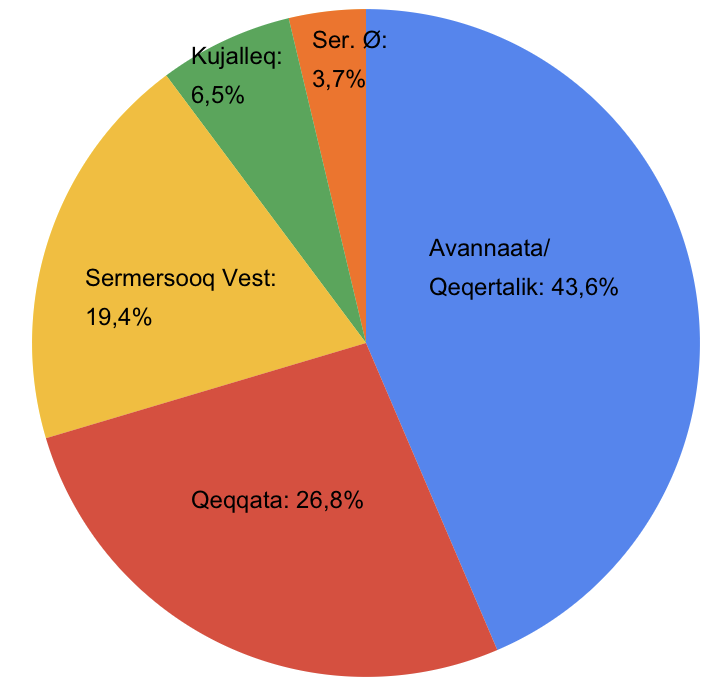 Kujalleq:
6,5%
Ser. Ø:
3,7%
Avannaata/
Qeqertalik: 43,6%
Sermersooq Vest:
19,4%
Qeqqata: 26,8%